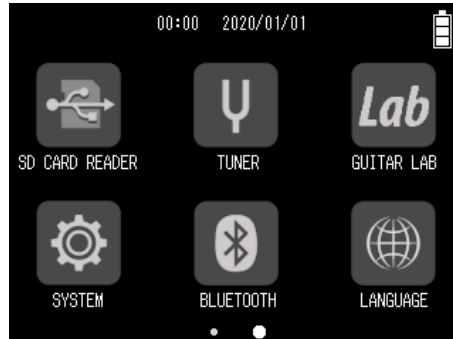 00:00 2020/01/01
Lab
SD CARD READER TUNER GUITAR LAB
SYSTEM BLUETOOTH LANGUAGE